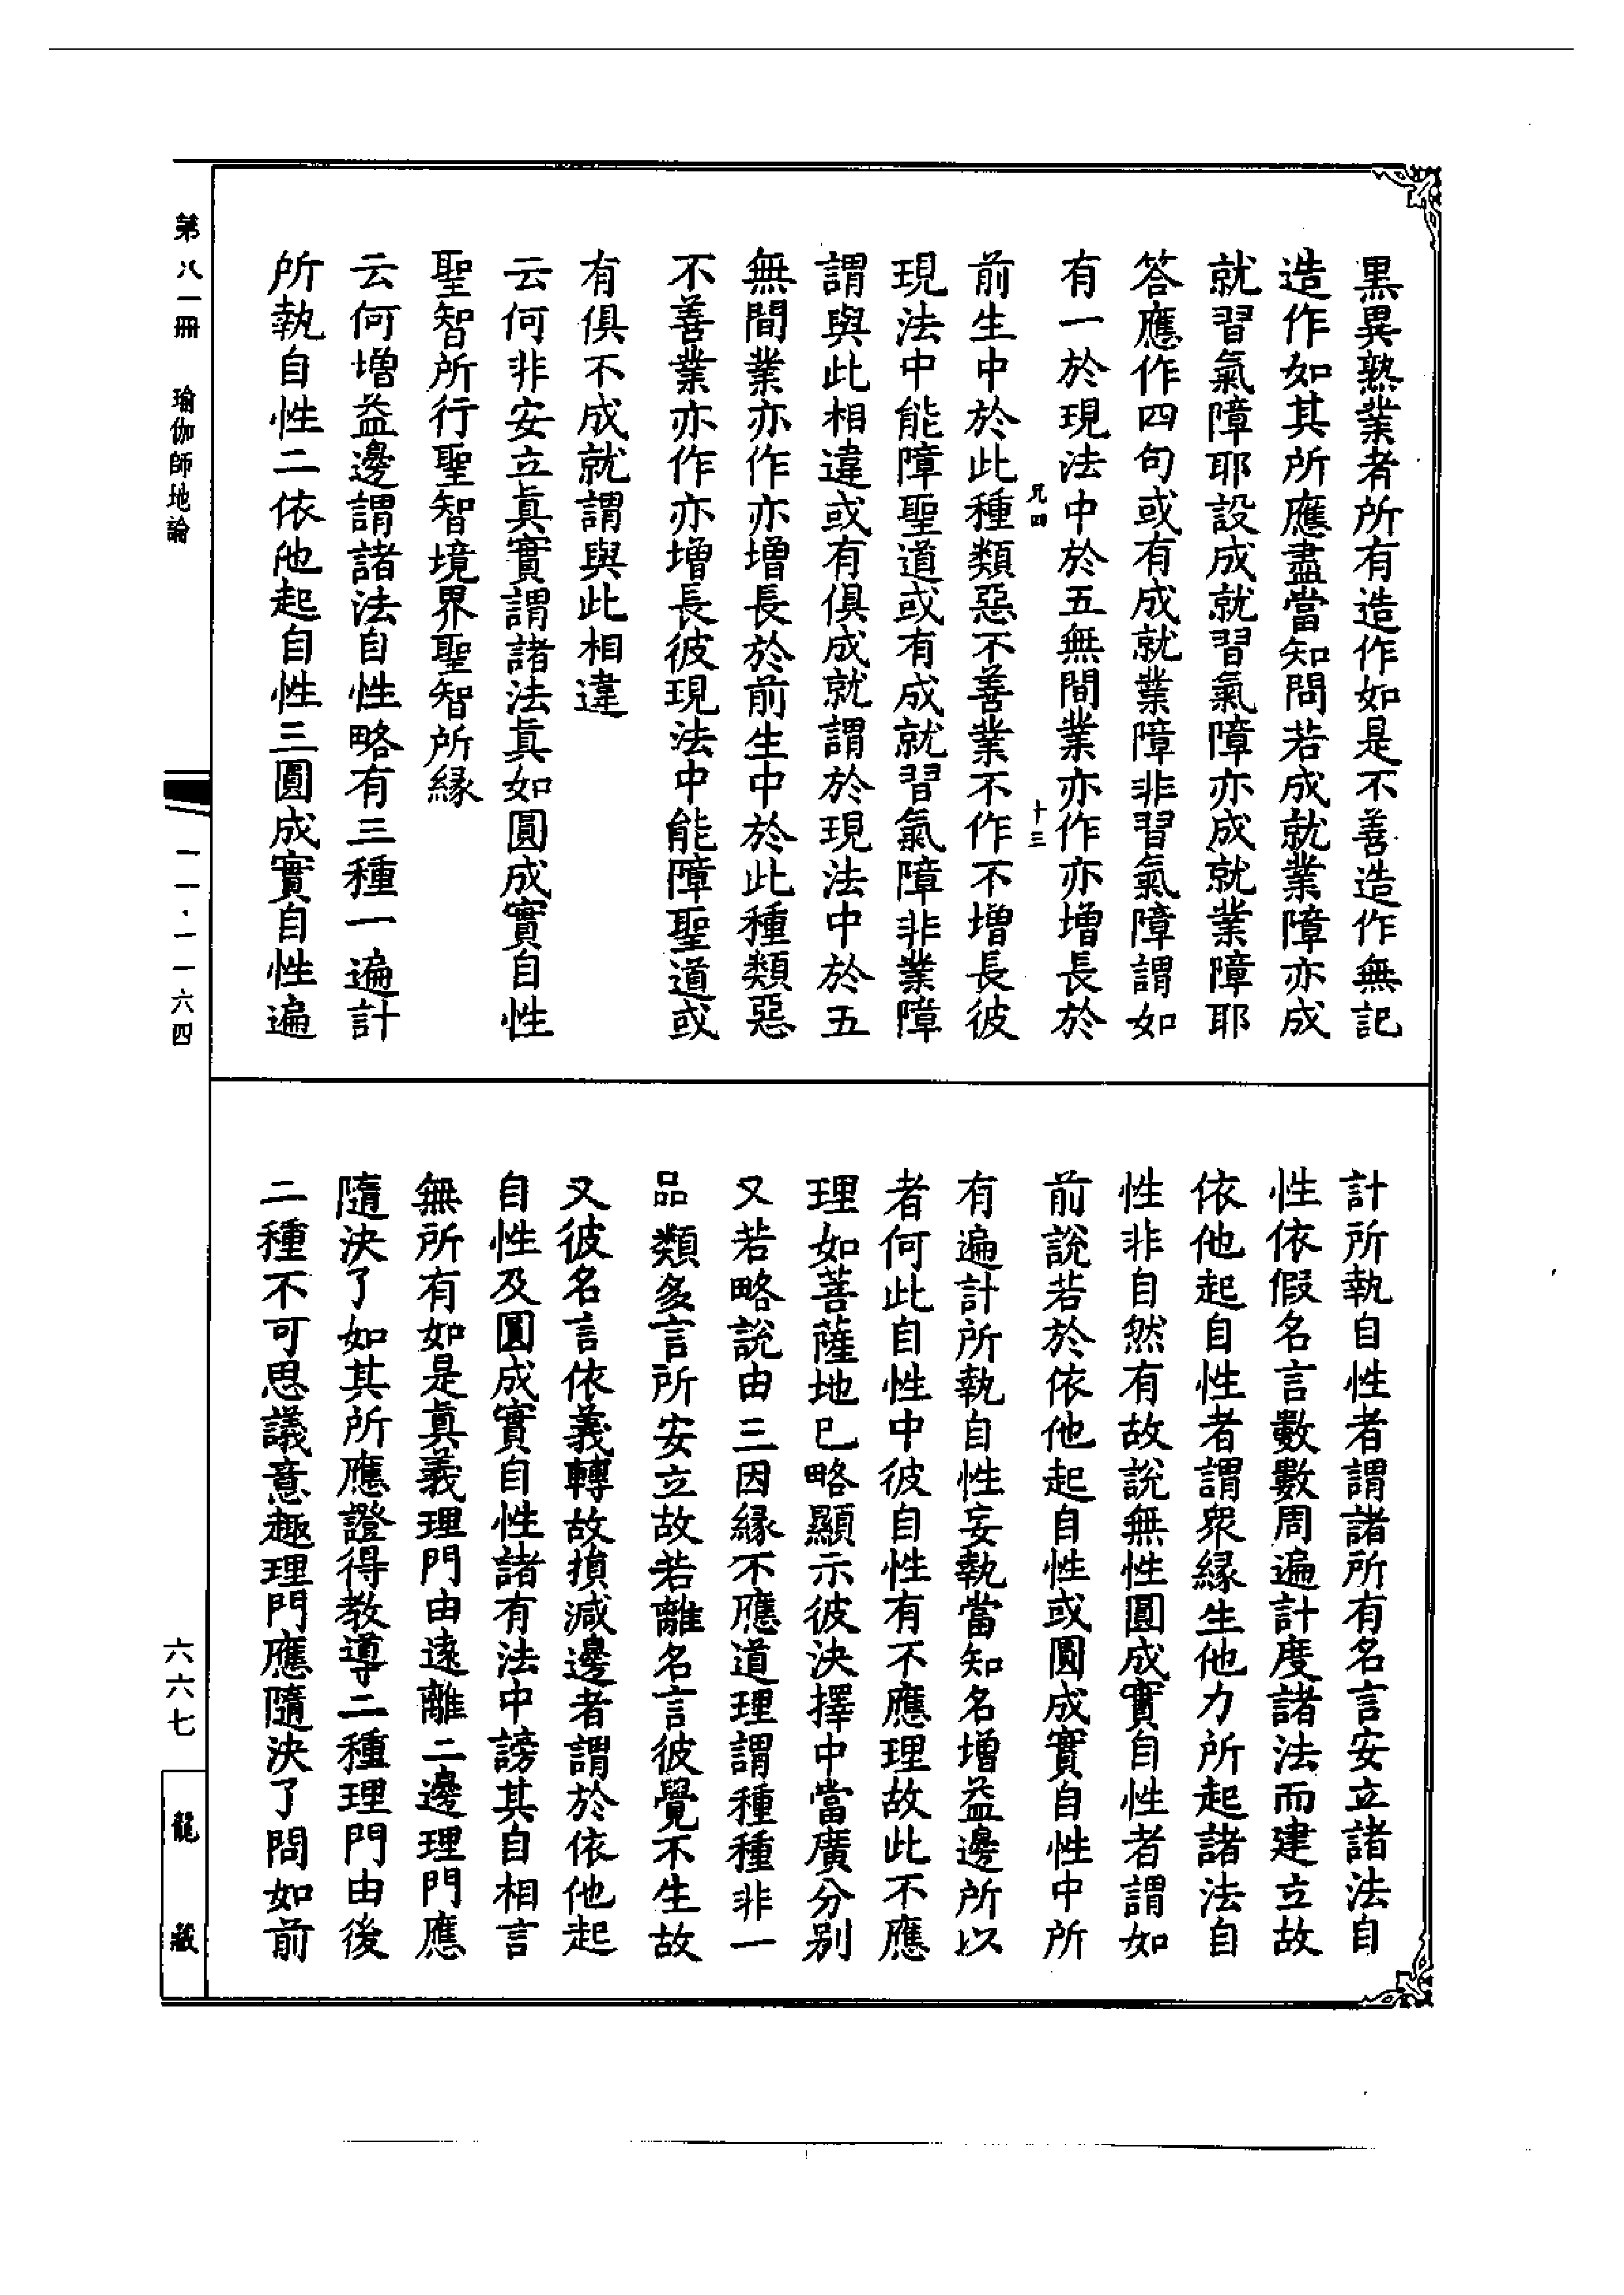 黒異熟業者所有造作如是不善造作無記
造作如其所應盡當知問若成就業障亦成
就習氣障耶設成就習氣障亦成就業障耶
答應作四句或有成就業障非習氣障謂如
有一於現法中於五無間業亦作亦增長於
兄四 十三
前生中於此種類惡不善業不作不增長彼
現法中能障聖道或有成就習氣障非業障
謂與此相違或有俱成就謂於現法中於五
無間業亦作亦增長於前生中於此種類惡
不善業亦作亦增長彼現法中能障聖道或
有俱不成就謂與此相違
云何非安立眞實謂諸法眞如圓成實自性
聖智所行聖智境界聖智所緣
云何增益邊謂諸法自性略有三種一遍計
所執自性二依他起自性三圓成實自性遍
計所執自性者謂諸所有名言安立諸法自
性依假名言數數周遍計度諸法而建立故
依他起自性者謂衆緣生他力所起諸法自
性非自然有故說無性圓成實自性者謂如
前說若於依他起自性或圓成實自性中所
有遍計所執自性妄執當知名增益邊所以
者何此自性中彼自性有不應理故此不應
理如菩薩地已略顯示彼決擇中當廣分別
又若略說由三因緣不應道理謂種種非一
品類多言所安立故若離名言彼覺不生故
又彼名言依義轉故損減邊者謂於依他起
自性及圓成實自性諸有法中謗其自相言
無所有如是眞義理門由遠離二邊理門應
隨決了如其所應證得教導二種理門由後
二種不可思議意趣理門應隨決了問如前
第八一冊 瑜伽師地論
一一·一一六四
六六七
龍藏